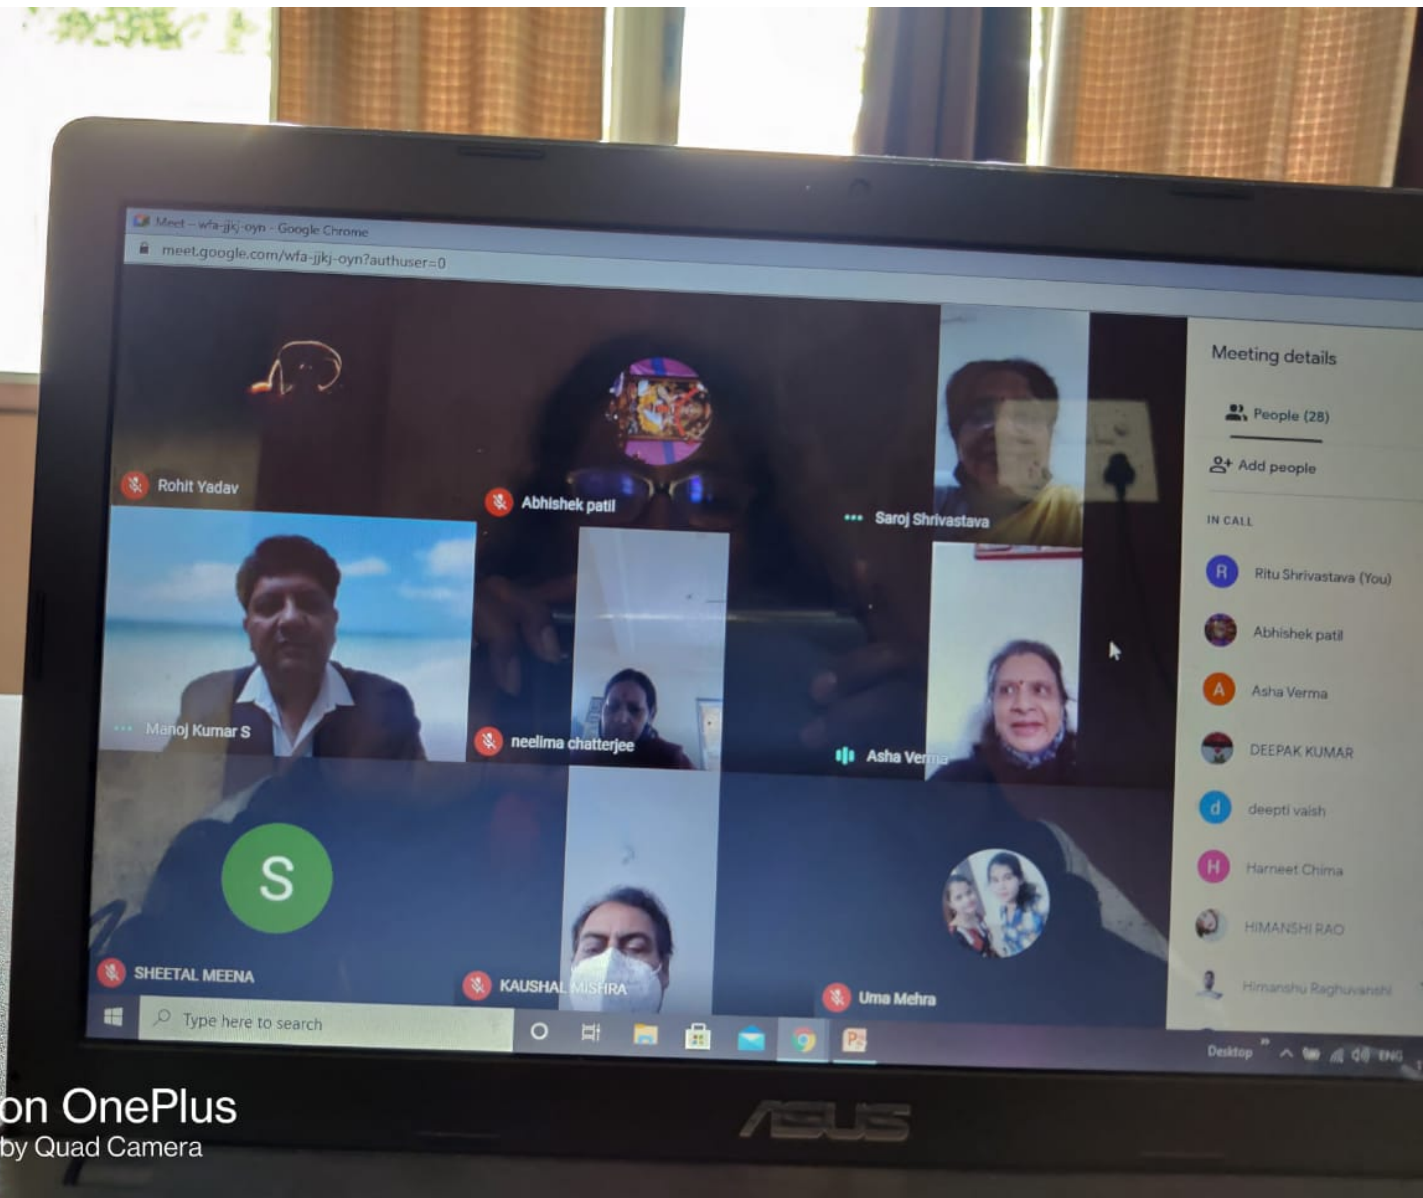 Meet – wfa-jjkj-oyn - Google Chrome
meet.google.com/wfa-jjkj-oyn?authuser=0
Rohit Yadav
Abhishek patil
Saroj Shrivastava
Manoj Kumar S
neelima chatterjee
Asha Verma
S
SHEETAL MEENA
KAUSHAL MISHRA
Uma Mehra
Meeting details
People (28)
Add people
IN CALL
R
Ritu Shrivastava (You)
Abhishek patil
A
Asha Verma
DEEPAK KUMAR
d
deepti vaish
H
Harneet Chima
HIMANSHI RAO
Himanshu Raghuvanshi
Type here to search
Desktop
ENG
ASUS
on OnePlus
by Quad Camera